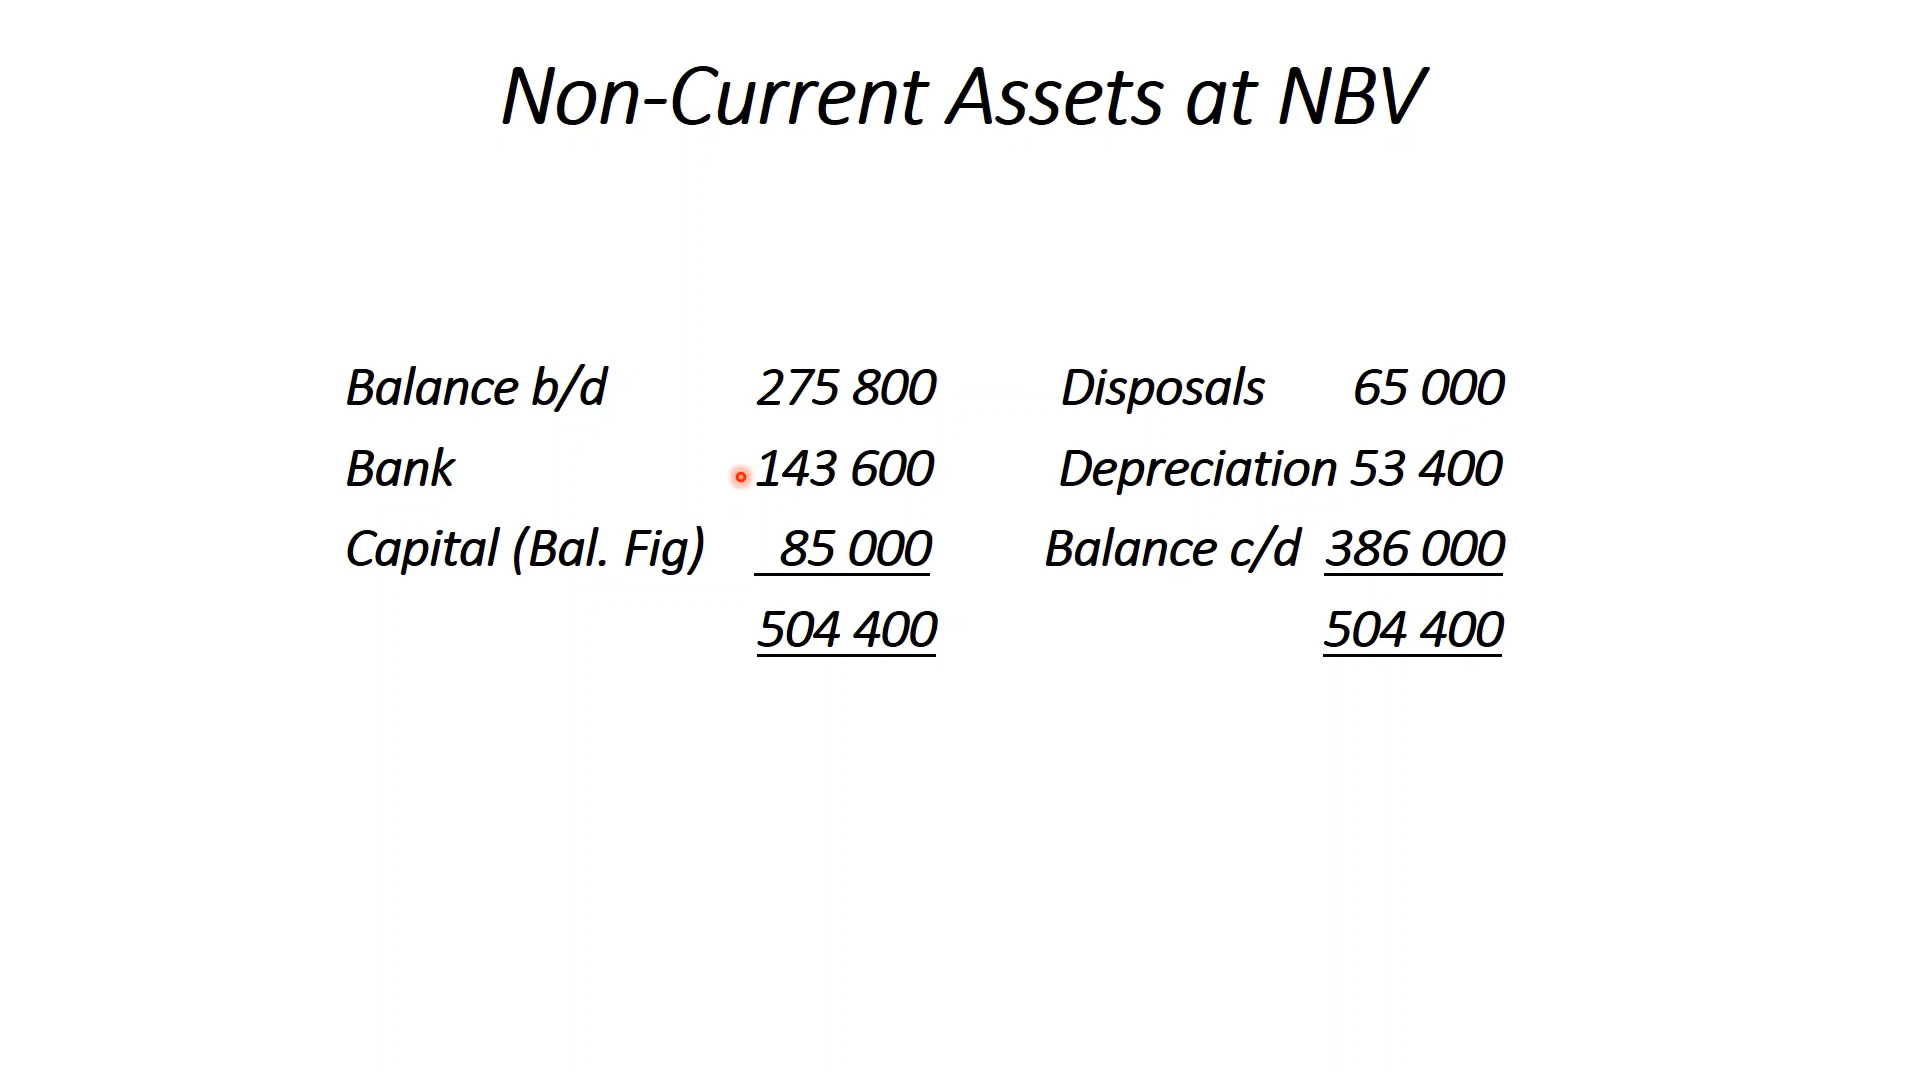 Non-Current Assets at NBV
Balance b/d 275 800 Disposals 65 000
Bank 143 600 Depreciation 53 400
Capital (Bal. Fig) 85 000 Balance c/d 386 000
504 400 504 400